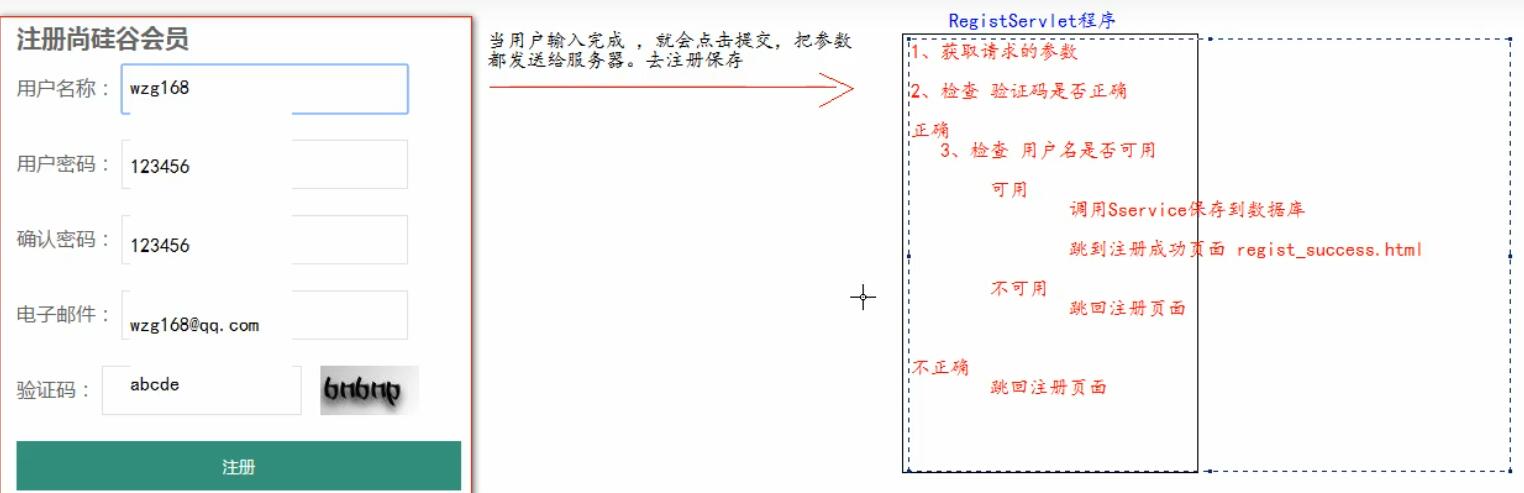 注册尚硅谷会员
用户名称：
wzg168
用户密码：
123456
确认密码：
123456
电子邮件：
wzg168@qq.com
验证码：
abcde
bnbnp
注册
当用户输入完成 ，就会点击提交，把参数
都发送给服务器。去注册保存
RegistServlet程序
1、获取请求的参数
2、检查 验证码是否正确
正确
3、检查 用户名是否可用
可用
调用Sservice保存到数据库
跳到注册成功页面 regist_success.html
不可用
跳回注册页面
不正确
跳回注册页面